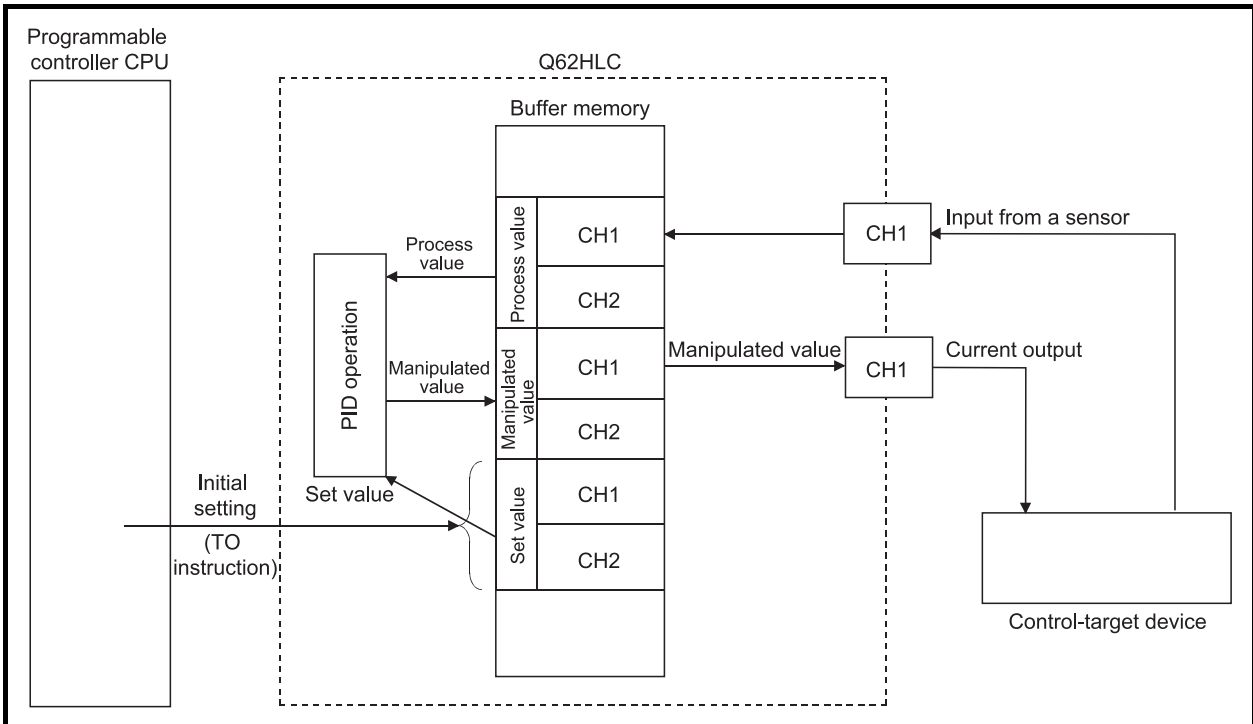 Programmable
controller CPU
Q62HLC
Buffer memory
Process value
CH1
CH2
Process
value
CH1
Input from a sensor
PID operation
Manipulated
value
Manipulated
value
CH1
CH2
Manipulated value
CH1
Current output
Set value
Set value
CH1
CH2
Initial
setting
(TO
instruction)
Control-target device